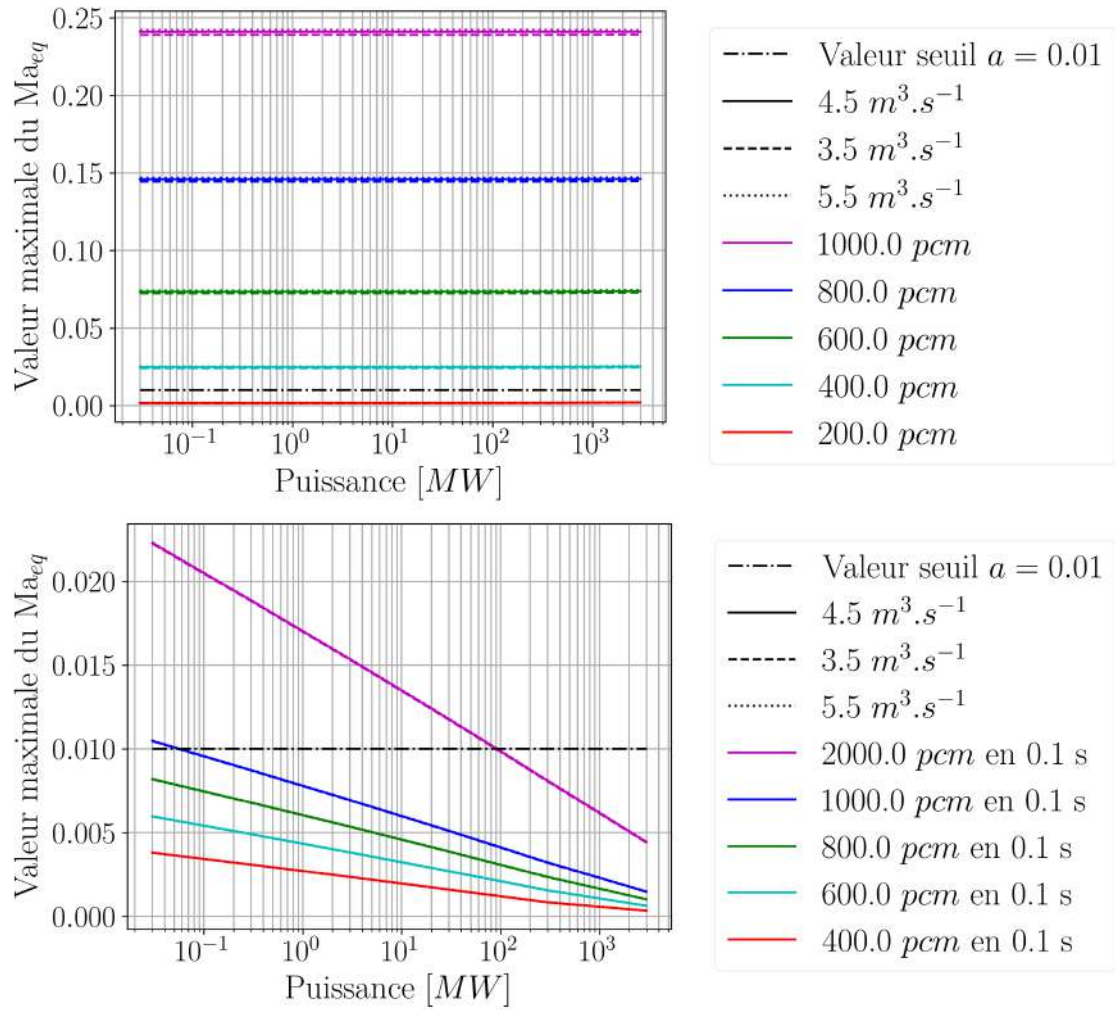 0.25
0.20
0.15
0.10
0.05
0.00
Valeur maximale du Ma_{eq}
10^{-1} 10^{0} 10^{1} 10^{2} 10^{3}
Puissance [MW]
Valeur seuil a = 0.01
4.5 m^{3}.s^{-1}
3.5 m^{3}.s^{-1}
5.5 m^{3}.s^{-1}
1000.0 pcm
800.0 pcm
600.0 pcm
400.0 pcm
200.0 pcm
0.020
0.015
0.010
0.005
0.000
Valeur maximale du Ma_{eq}
10^{-1} 10^{0} 10^{1} 10^{2} 10^{3}
Puissance [MW]
Valeur seuil a = 0.01
4.5 m^{3}.s^{-1}
3.5 m^{3}.s^{-1}
5.5 m^{3}.s^{-1}
2000.0 pcm en 0.1 s
1000.0 pcm en 0.1 s
800.0 pcm en 0.1 s
600.0 pcm en 0.1 s
400.0 pcm en 0.1 s